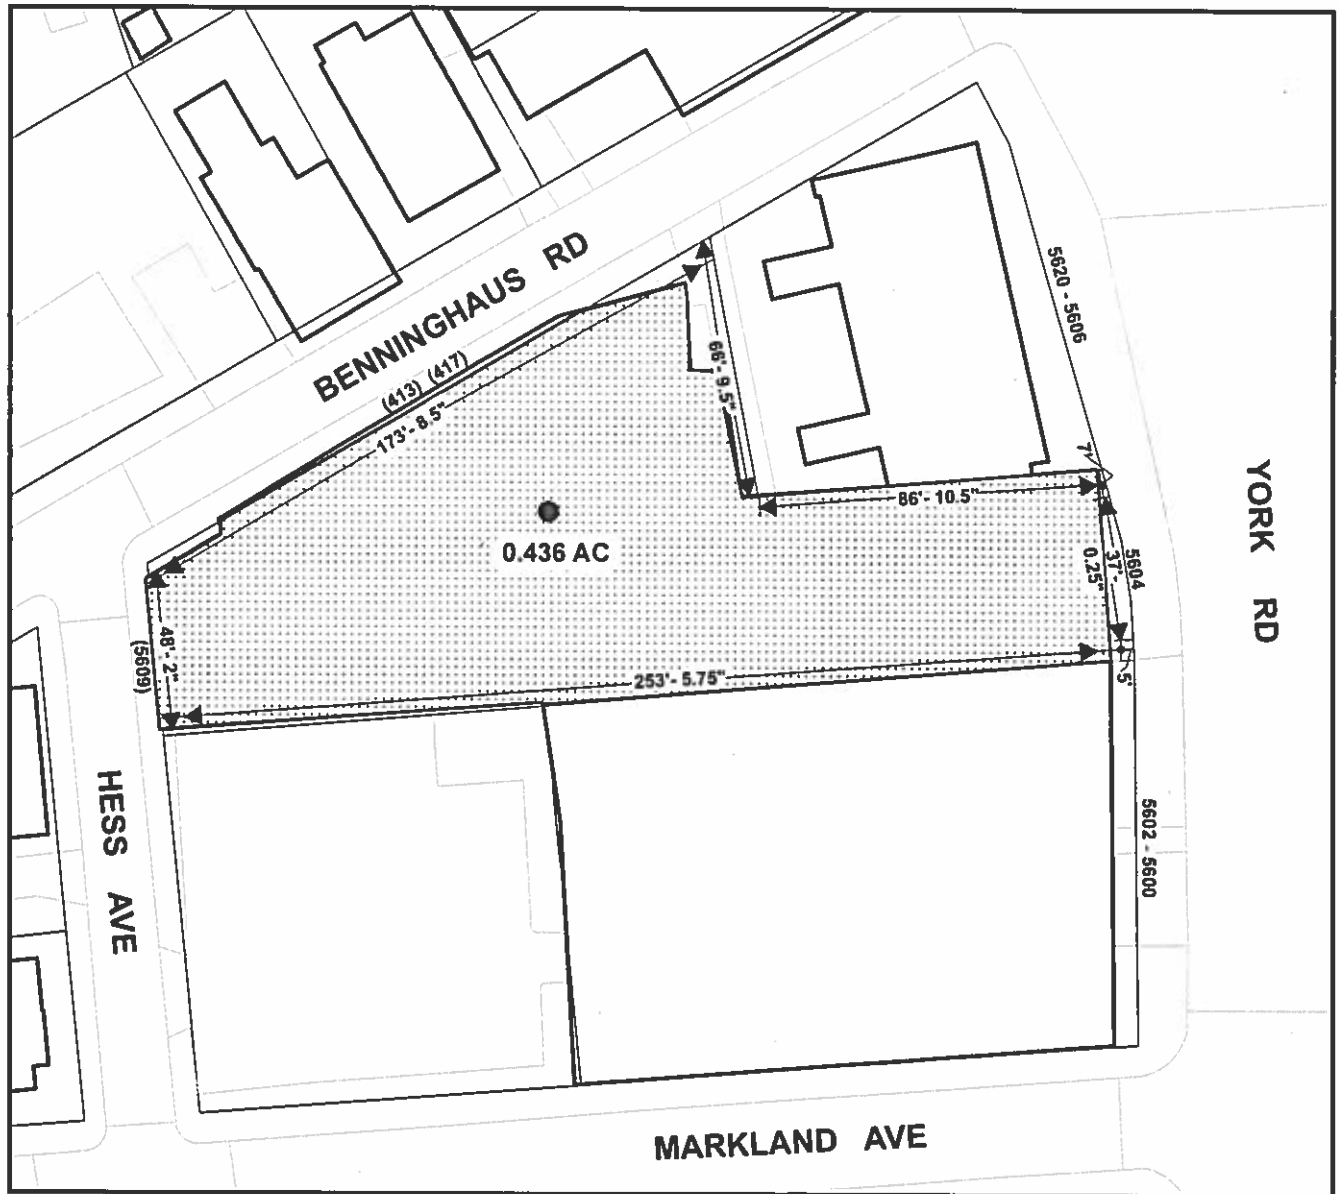 BENNINGHAUS RD
(413) (417)
173'- 8.5"
66'- 9.5"
5620 - 5606
7'
86'- 10.5"
YORK RD
0.436 AC
5604
37'-
0.25"
48'- 2"
(5609)
253'- 5.75"
5'
HESS AVE
5602 - 5600
MARKLAND AVE